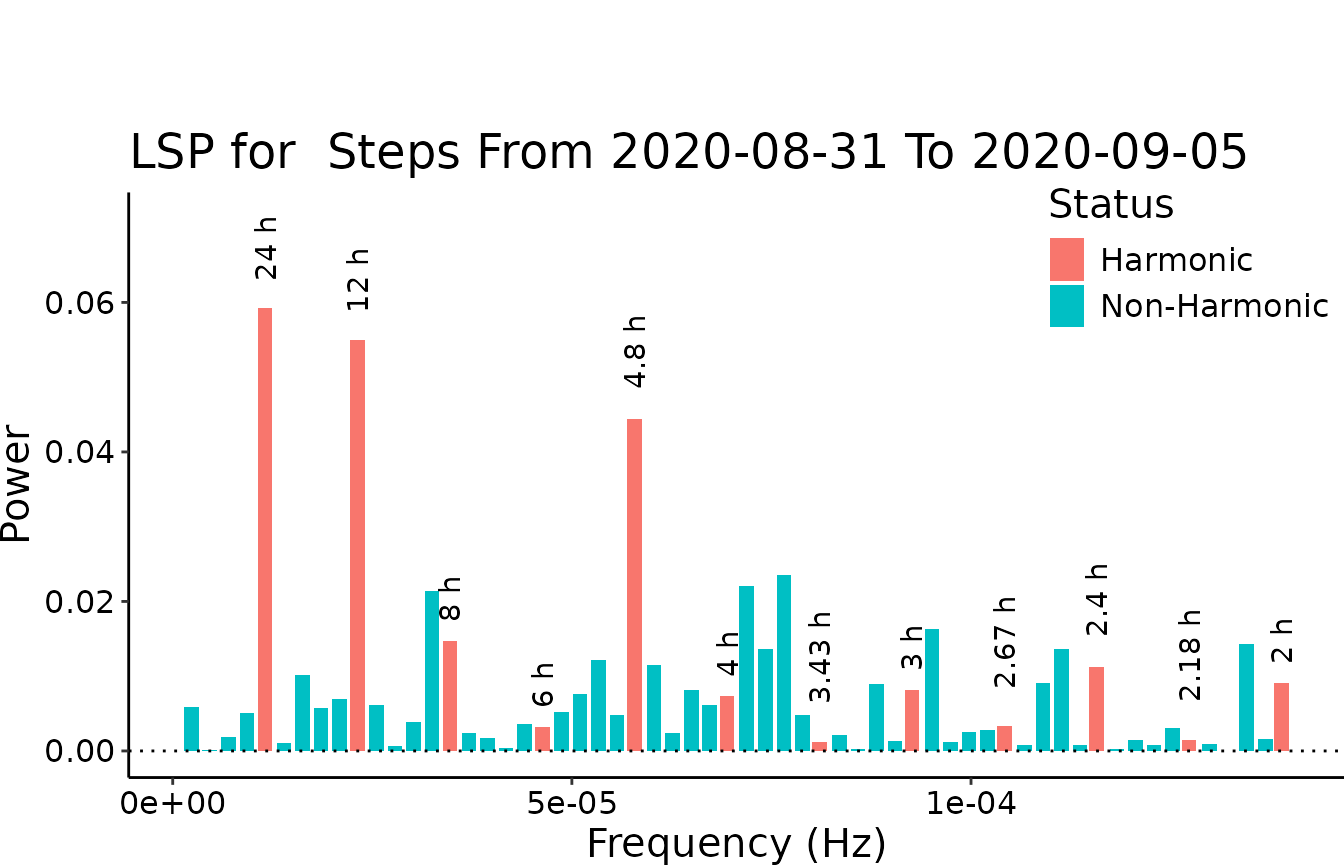 LSP for  Steps From 2020-08-31 To 2020-09-05
Status
Harmonic
Non-Harmonic
Power
0.06
0.04
0.02
0.00
24 h
12 h
8 h
6 h
4.8 h
4 h
3.43 h
3 h
2.67 h
2.4 h
2.18 h
2 h
0e+00
5e-05
1e-04
Frequency (Hz)